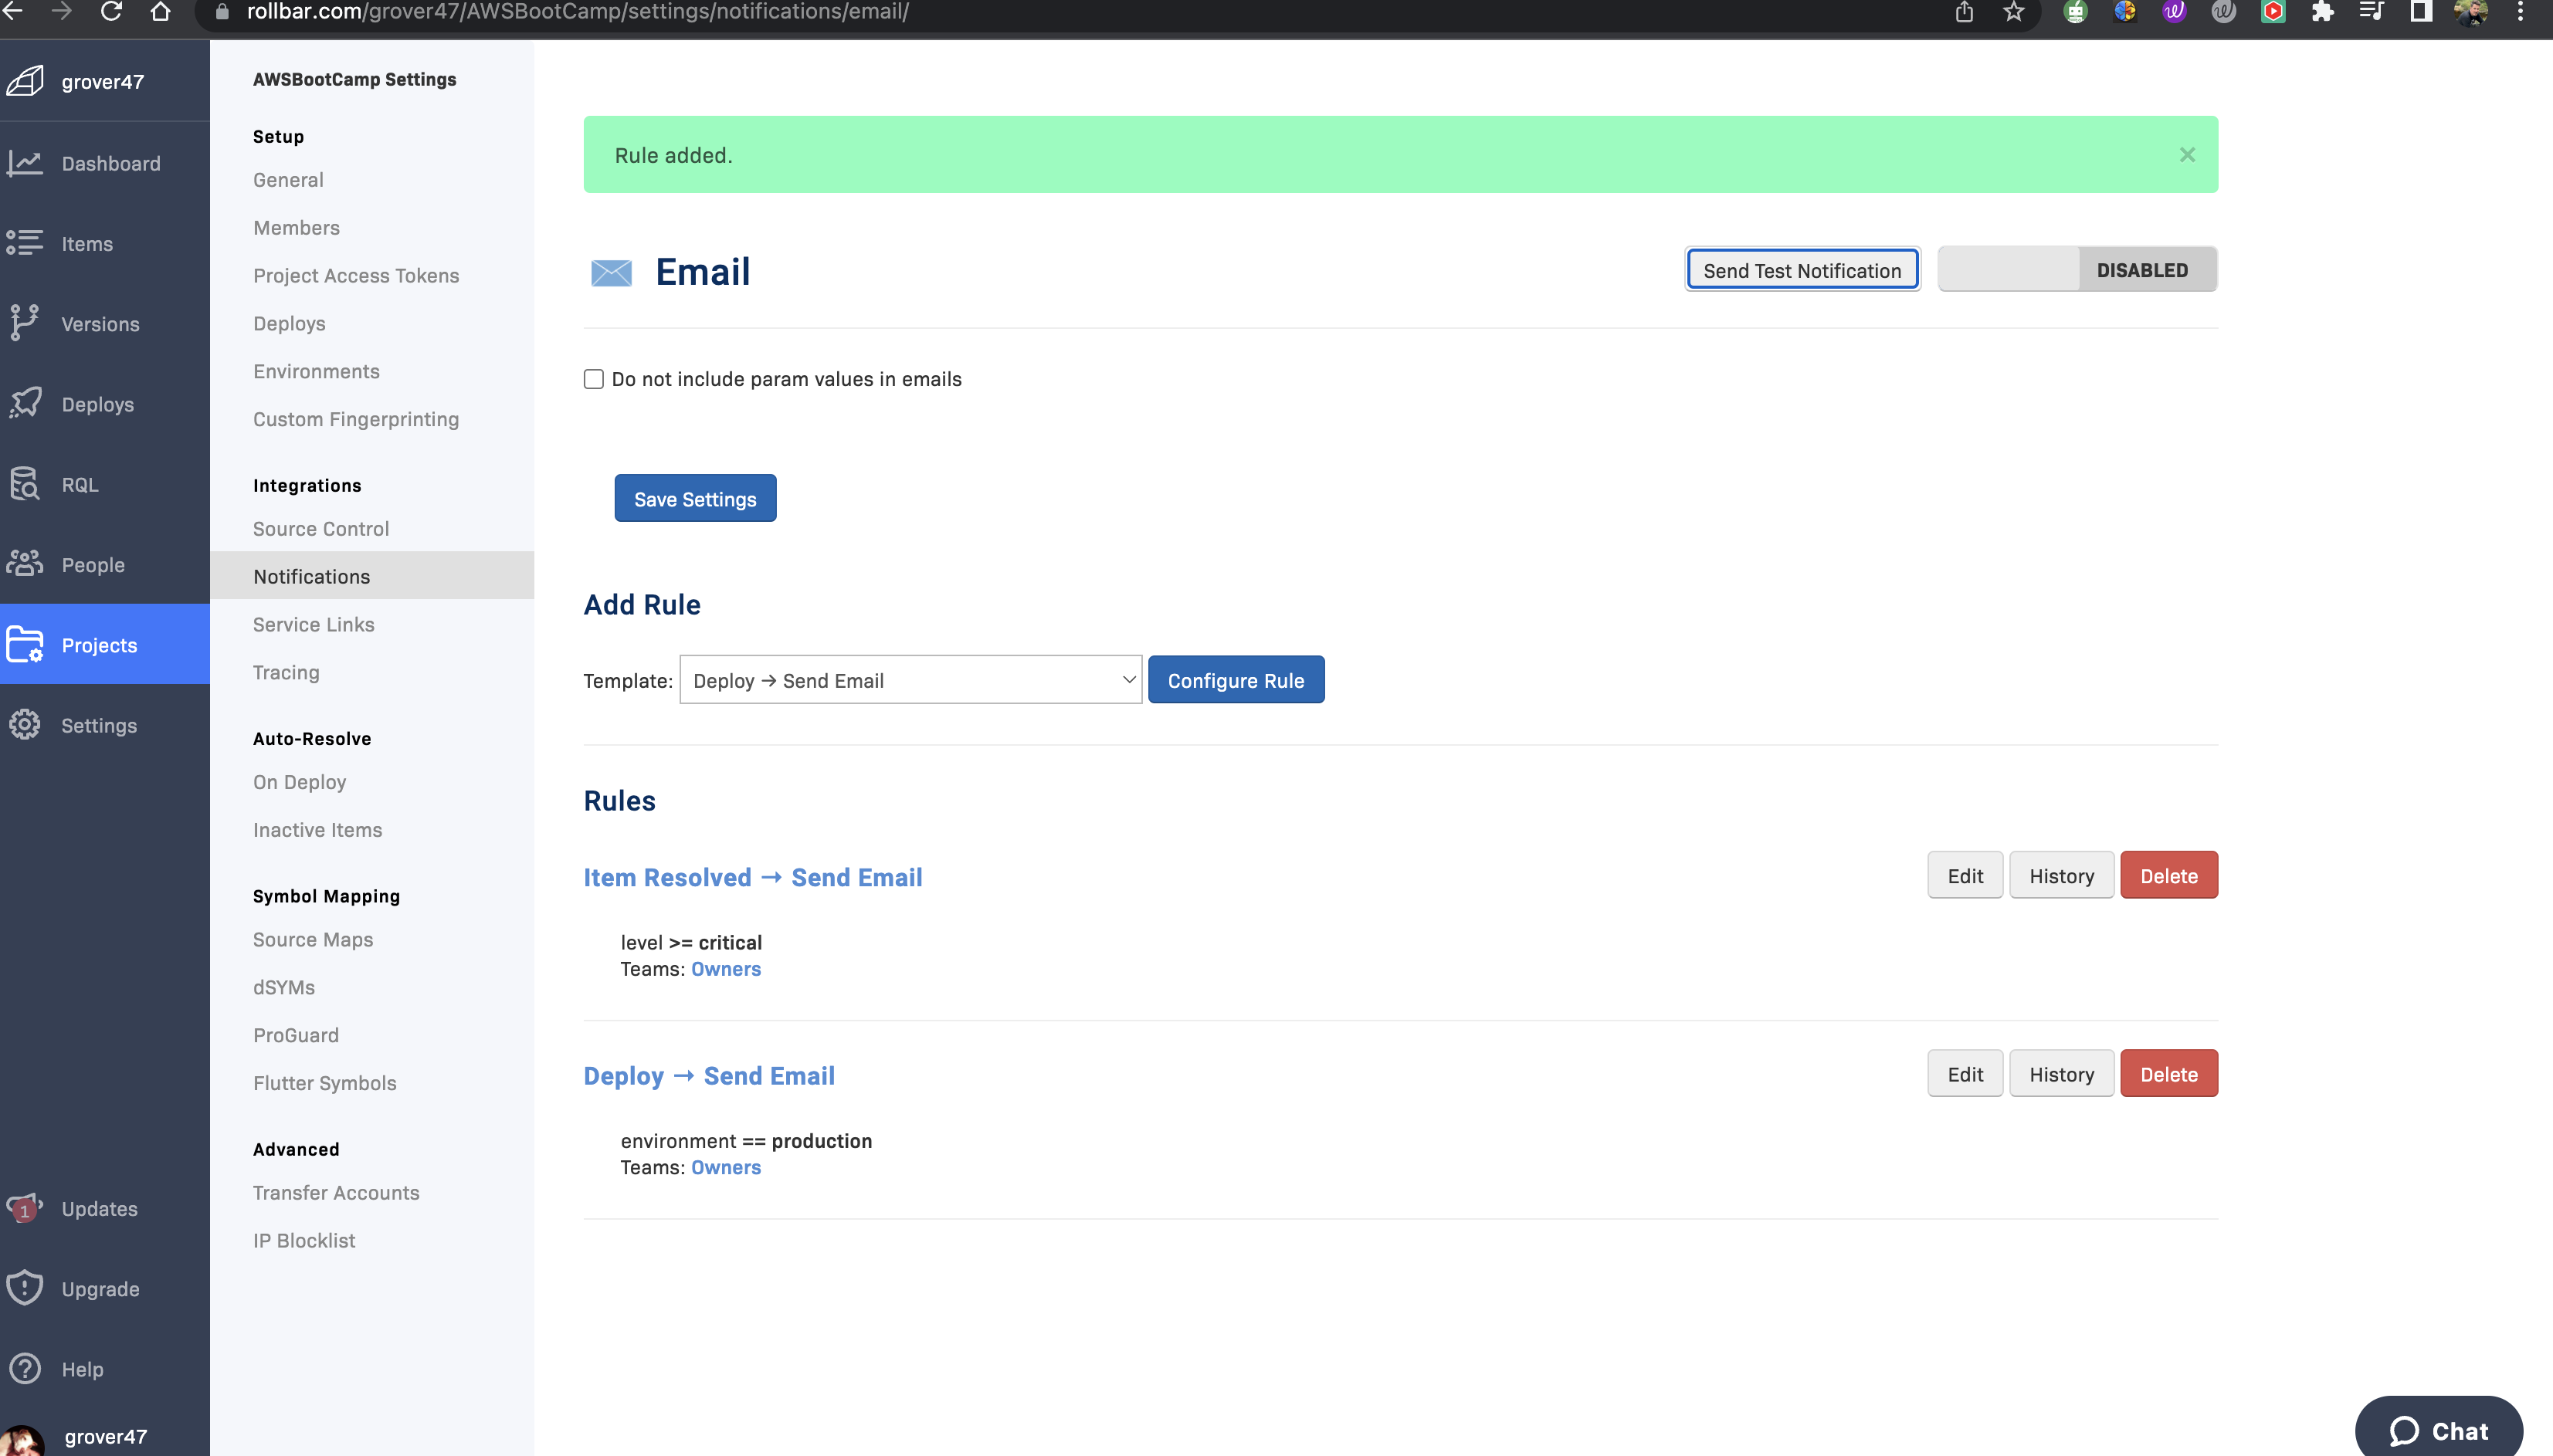 rollbar.com/grover47/AWSBootCamp/settings/notifications/email/
grover47
Dashboard
Items
Versions
Deploys
RQL
People
Projects
Settings
1
Updates
Upgrade
Help
grover47
AWSBootCamp Settings
Setup
General
Members
Project Access Tokens
Deploys
Environments
Custom Fingerprinting
Integrations
Source Control
Notifications
Service Links
Tracing
Auto-Resolve
On Deploy
Inactive Items
Symbol Mapping
Source Maps
dSYMs
ProGuard
Flutter Symbols
Advanced
Transfer Accounts
IP Blocklist
Rule added.
×
Email
Send Test Notification
DISABLED
Do not include param values in emails
Save Settings
Add Rule
Template: Deploy → Send Email
Configure Rule
Rules
Item Resolved → Send Email
Edit
History
Delete
level >= critical
Teams: Owners
Deploy → Send Email
Edit
History
Delete
environment == production
Teams: Owners
Chat